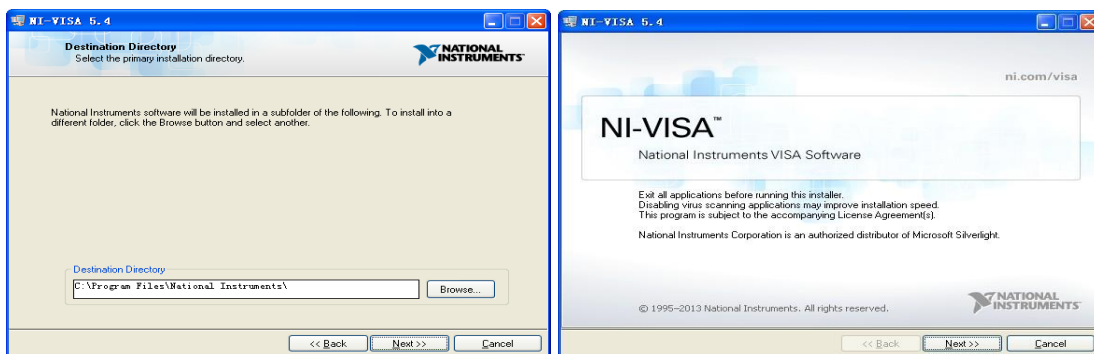 NI-VISA 5.4
Destination Directory
Select the primary installation directory.
NATIONAL
INSTRUMENTS™
National Instruments software will be installed in a subfolder of the following. To install into a
different folder, click the Browse button and select another.
Destination Directory
C:\Program Files\National Instruments\
Browse...
<< Back
Next >>
Cancel
NI-VISA 5.4
ni.com/visa
NI-VISA™
National Instruments VISA Software
Exit all applications before running this installer.
Disabling virus scanning applications may improve installation speed.
This program is subject to the accompanying License Agreement(s).
National Instruments Corporation is an authorized distributor of Microsoft Silverlight.
© 1995–2013 National Instruments. All rights reserved.
NATIONAL
INSTRUMENTS™
<< Back
Next >>
Cancel